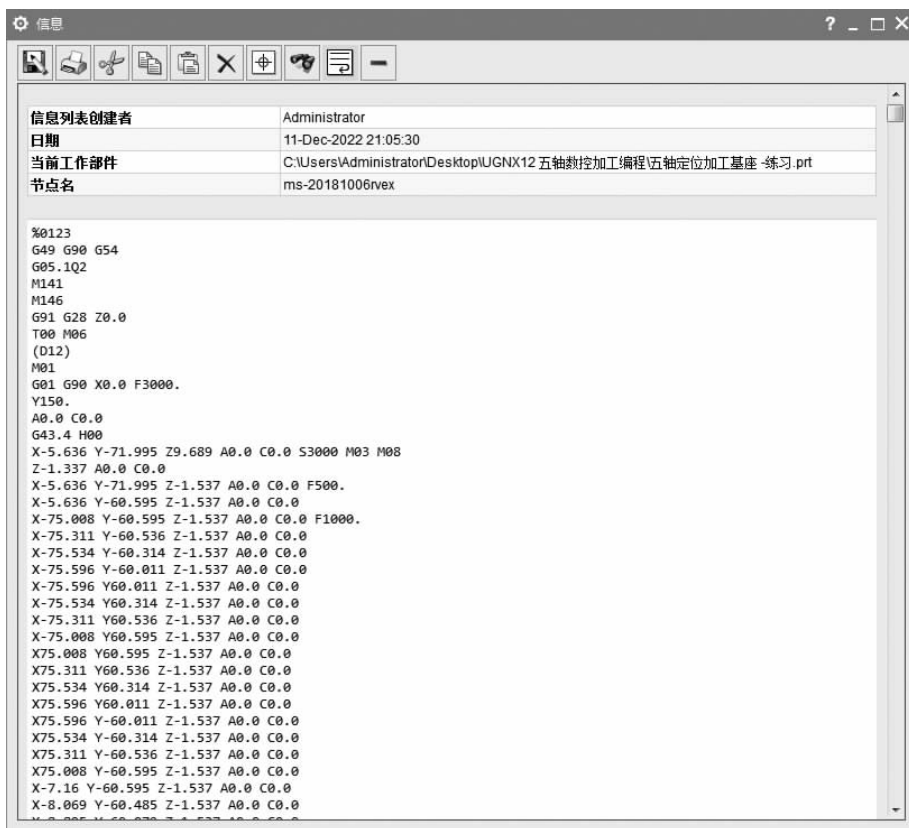 信息
? _ □ ×
信息列表创建者 Administrator
日期 11-Dec-2022 21:05:30
当前工作部件 C:\Users\Administrator\Desktop\UGNX12 五轴数控加工编程\五轴定位加工基座 -练习.prt
节点名 ms-20181006rvex
%0123
G49 G90 G54
G05.1Q2
M141
M146
G91 G28 Z0.0
T00 M06
(D12)
M01
G01 G90 X0.0 F3000.
Y150.
A0.0 C0.0
G43.4 H00
X-5.636 Y-71.995 Z9.689 A0.0 C0.0 S3000 M03 M08
Z-1.337 A0.0 C0.0
X-5.636 Y-71.995 Z-1.537 A0.0 C0.0 F500.
X-5.636 Y-60.595 Z-1.537 A0.0 C0.0
X-75.008 Y-60.595 Z-1.537 A0.0 C0.0 F1000.
X-75.311 Y-60.536 Z-1.537 A0.0 C0.0
X-75.534 Y-60.314 Z-1.537 A0.0 C0.0
X-75.596 Y-60.011 Z-1.537 A0.0 C0.0
X-75.596 Y60.011 Z-1.537 A0.0 C0.0
X-75.534 Y60.314 Z-1.537 A0.0 C0.0
X-75.311 Y60.536 Z-1.537 A0.0 C0.0
X-75.008 Y60.595 Z-1.537 A0.0 C0.0
X75.008 Y60.595 Z-1.537 A0.0 C0.0
X75.311 Y60.536 Z-1.537 A0.0 C0.0
X75.534 Y60.314 Z-1.537 A0.0 C0.0
X75.596 Y60.011 Z-1.537 A0.0 C0.0
X75.596 Y-60.011 Z-1.537 A0.0 C0.0
X75.534 Y-60.314 Z-1.537 A0.0 C0.0
X75.311 Y-60.536 Z-1.537 A0.0 C0.0
X75.008 Y-60.595 Z-1.537 A0.0 C0.0
X-7.16 Y-60.595 Z-1.537 A0.0 C0.0
X-8.069 Y-60.485 Z-1.537 A0.0 C0.0